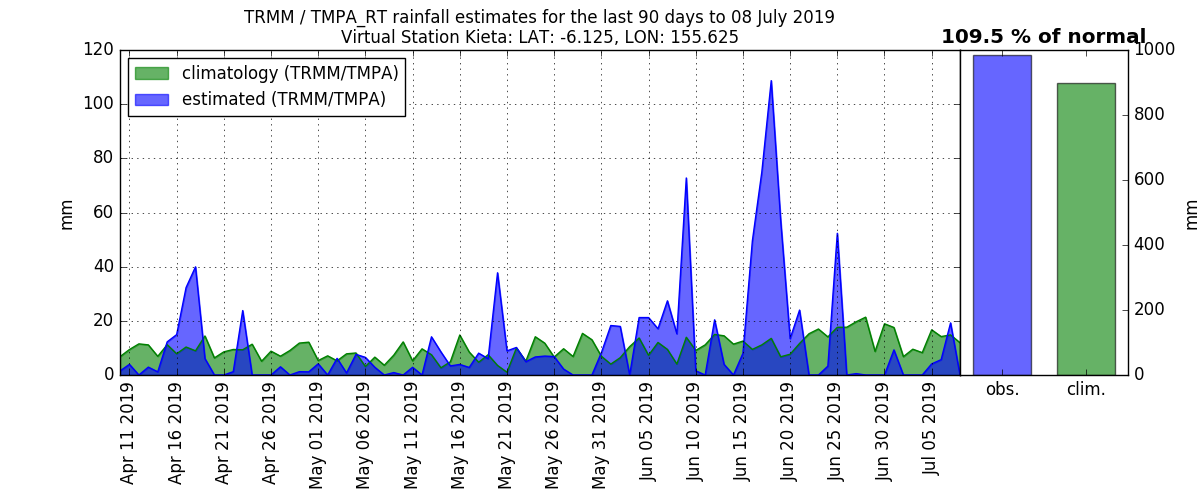 TRMM / TMPA_RT rainfall estimates for the last 90 days to 08 July 2019
Virtual Station Kieta: LAT: -6.125, LON: 155.625
109.5 % of normal
climatology (TRMM/TMPA)
estimated (TRMM/TMPA)
120
100
80
60
40
20
0
mm
Apr 11 2019
Apr 16 2019
Apr 21 2019
Apr 26 2019
May 01 2019
May 06 2019
May 11 2019
May 16 2019
May 21 2019
May 26 2019
May 31 2019
Jun 05 2019
Jun 10 2019
Jun 15 2019
Jun 20 2019
Jun 25 2019
Jun 30 2019
Jul 05 2019
obs.
clim.
1000
800
600
400
200
0
mm